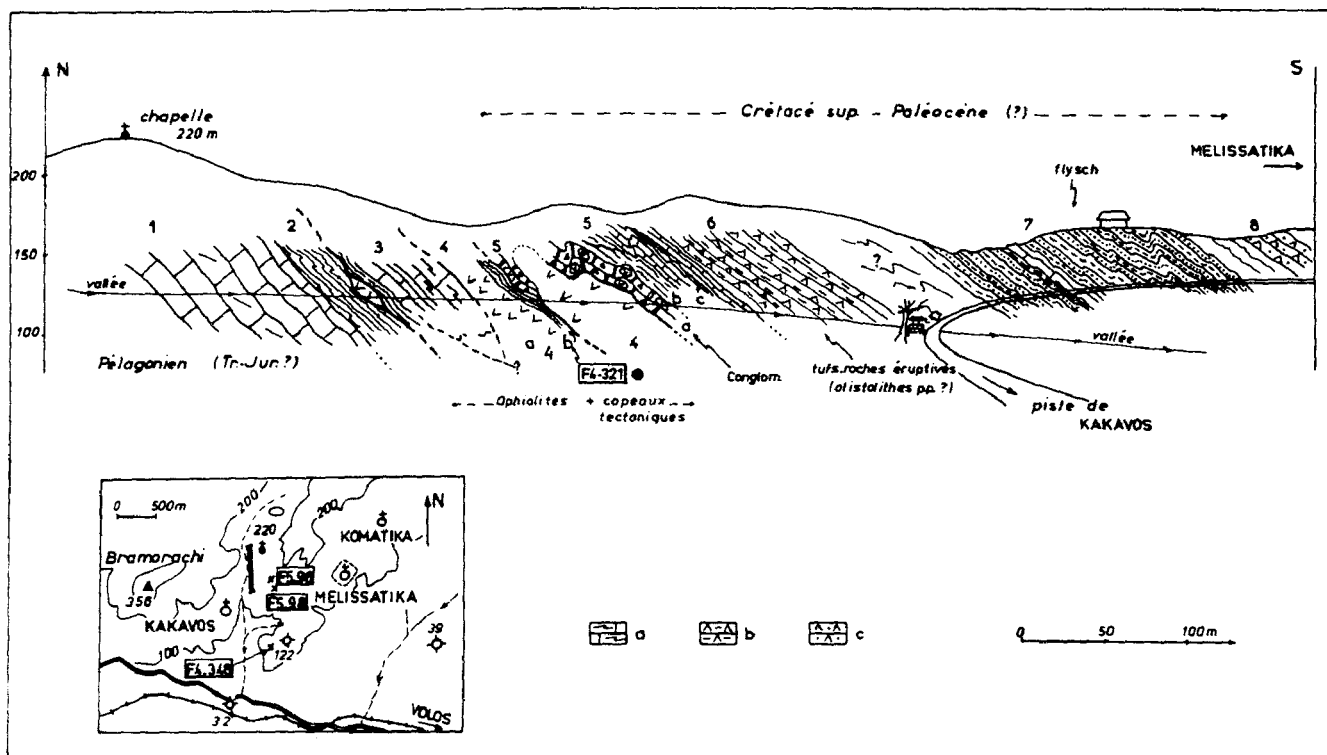 N
S
chapelle
220 m
Crétacé sup. - Paléocène (?)
MELISSATIKA
flysch
200
150
100
1
2
3
4
5
5
6
7
8
?
vallée
a
b
4
4
b
c
a
?
vallée
Pélagonien (Tr-Jur?)
F4-321
Conglom.
tufs, roches éruptives
(olistolithes pp. ?)
Ophiolites + copeaux
tectoniques
piste de
KAKAVOS
0 500m
200
200
N
220
KOMATIKA
Bramorachi
356
F5.90
MELISSATIKA
F5.98
KAKAVOS
39
100
122
F4.348
32
VOLOS
a
b
c
0 50 100 m